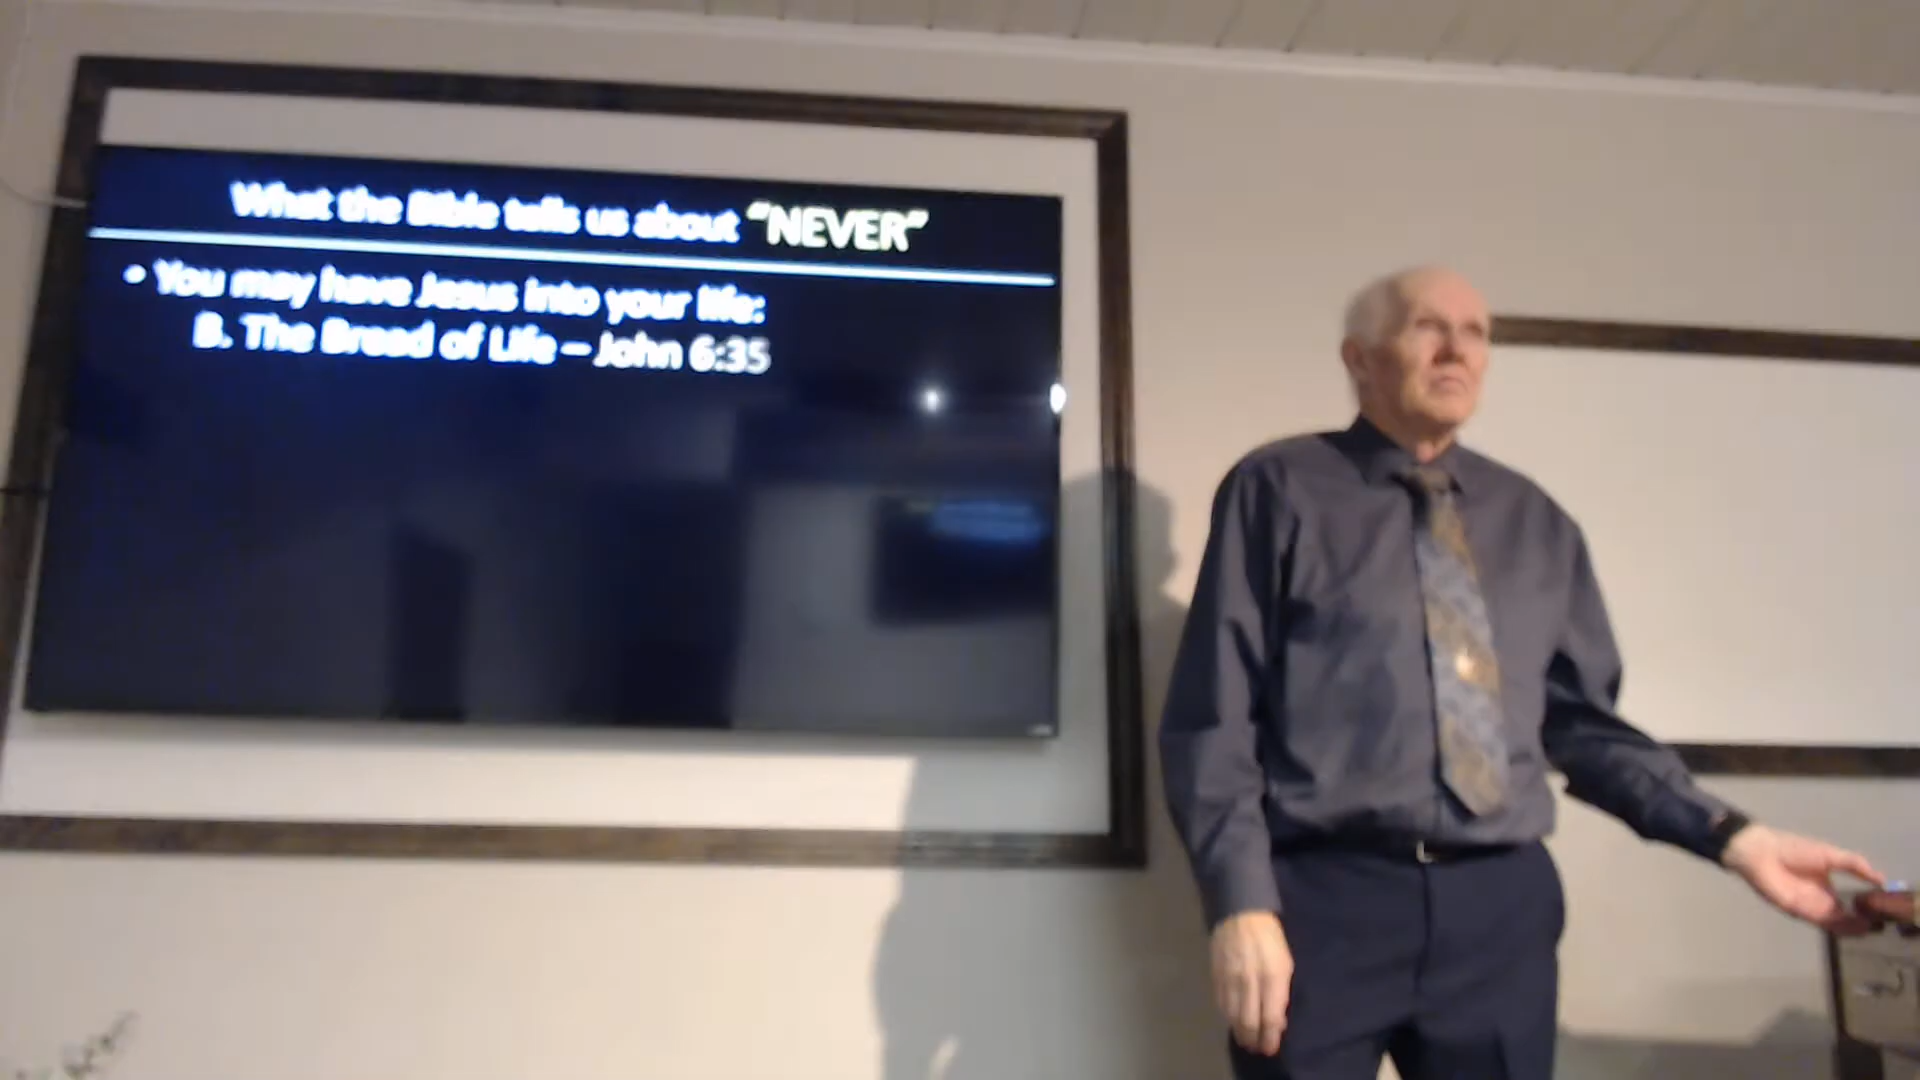 What the Bible tells us about “NEVER”
• You may have Jesus into your life:
B. The Bread of Life – John 6:35